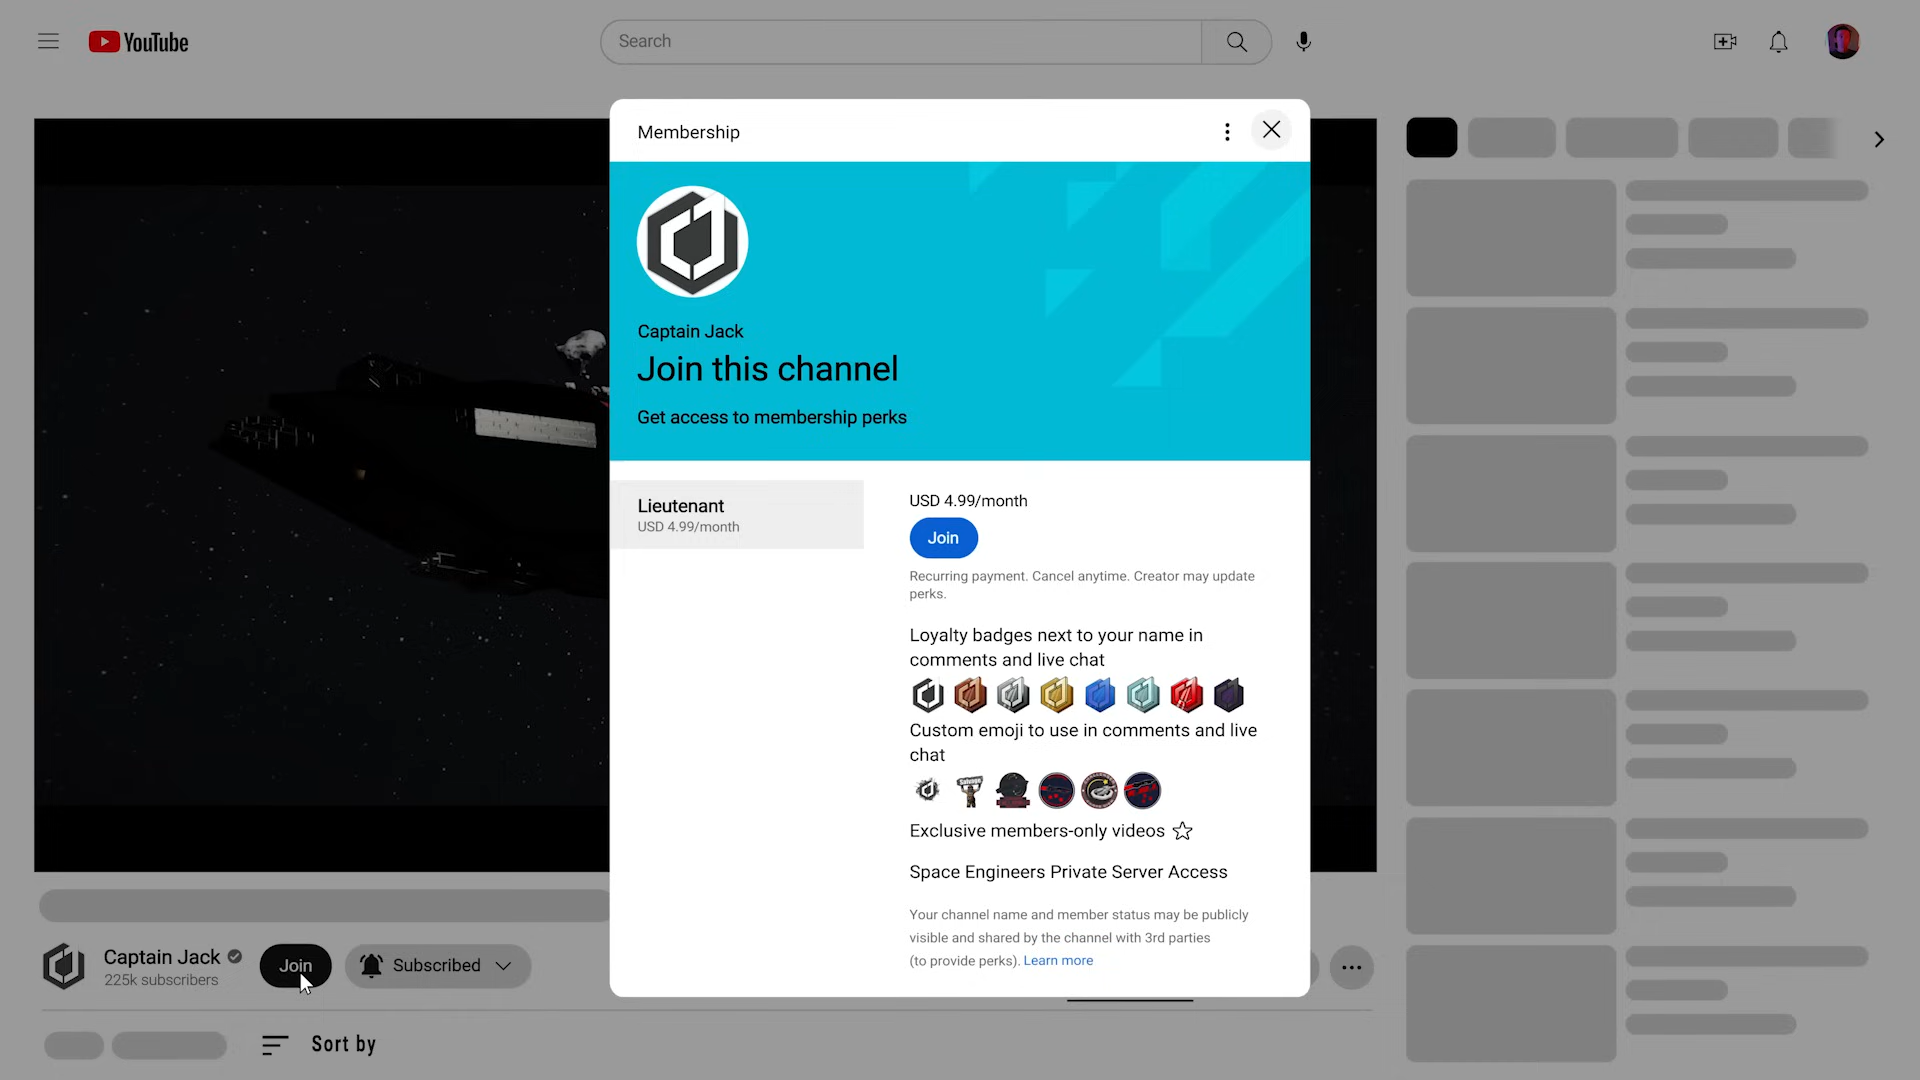 YouTube
Search
Membership
Captain Jack
Join this channel
Get access to membership perks
Lieutenant
USD 4.99/month
USD 4.99/month
Join
Recurring payment. Cancel anytime. Creator may update
perks.
Loyalty badges next to your name in
comments and live chat
Custom emoji to use in comments and live
chat
Salvage
Exclusive members-only videos
Space Engineers Private Server Access
Your channel name and member status may be publicly
visible and shared by the channel with 3rd parties
(to provide perks). Learn more
Captain Jack
225k subscribers
Join
Subscribed
Sort by